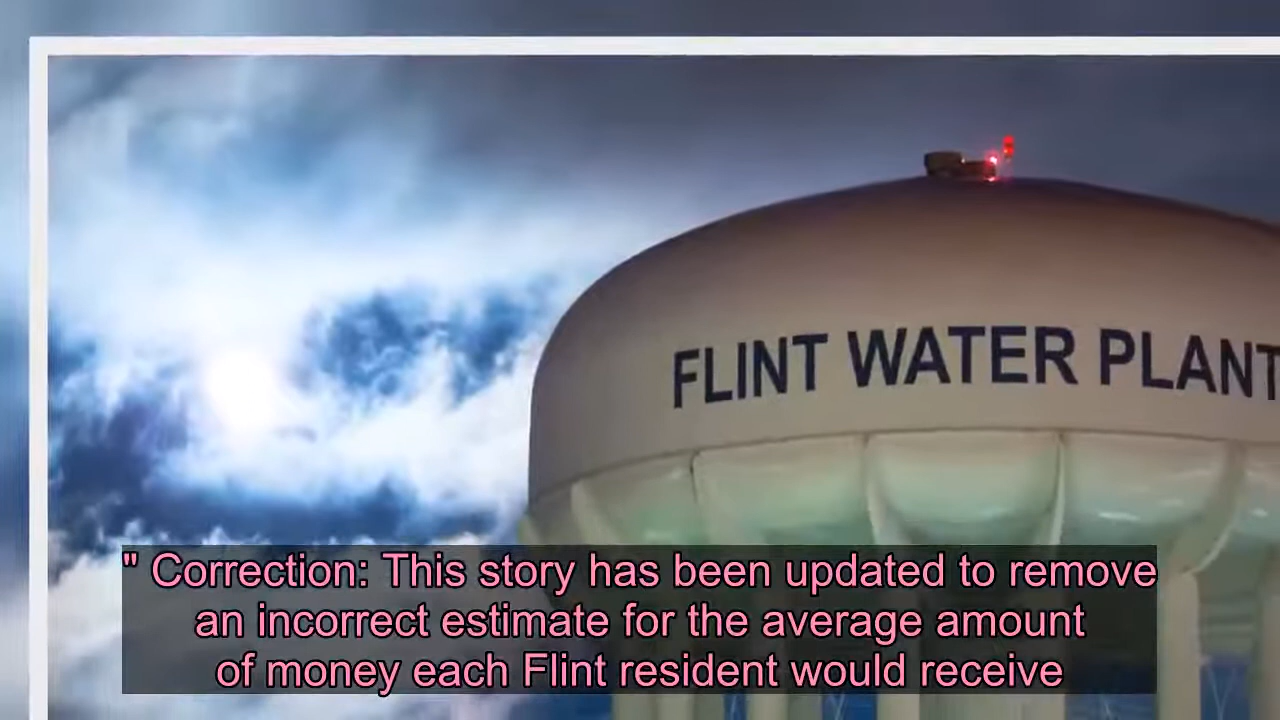 FLINT WATER PLANT
" Correction: This story has been updated to remove
an incorrect estimate for the average amount
of money each Flint resident would receive